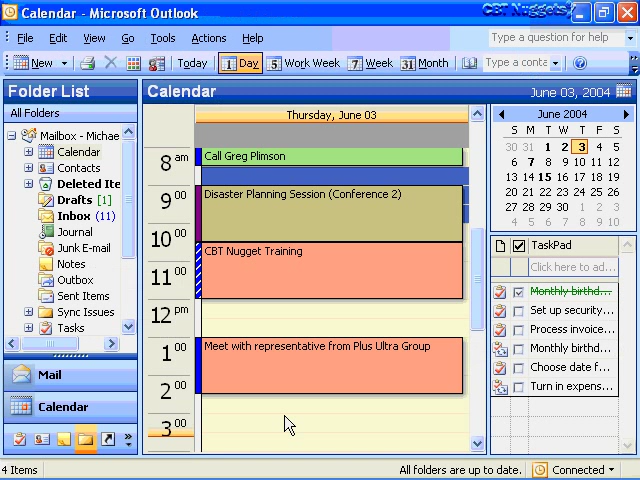 Calendar - Microsoft Outlook
CBT Nuggets
File Edit View Go Tools Actions Help
Type a question for help
New Today 1 Day 5 Work Week 7 Week 31 Month Type a conta
Folder List
All Folders
Mailbox - Michae
Calendar
Contacts
Deleted Ite
Drafts [1]
Inbox (11)
Journal
Junk E-mail
Notes
Outbox
Sent Items
Sync Issues
Tasks
Mail
Calendar
Calendar June 03, 2004
Thursday, June 03
8 am Call Greg Plimson
9 00 Disaster Planning Session (Conference 2)
10 00 CBT Nugget Training
11 00
12 pm
1 00 Meet with representative from Plus Ultra Group
2 00
3 00
June 2004
S M T W T F S
30 31 1 2 3 4 5
6 7 8 9 10 11 12
13 14 15 16 17 18 19
20 21 22 23 24 25 26
27 28 29 30 1 2 3
4 5 6 7 8 9 10
TaskPad
Click here to ad...
Monthly birthd...
Set up security...
Process invoice...
Monthly birthd...
Choose date f...
Turn in expens...
4 Items All folders are up to date. Connected